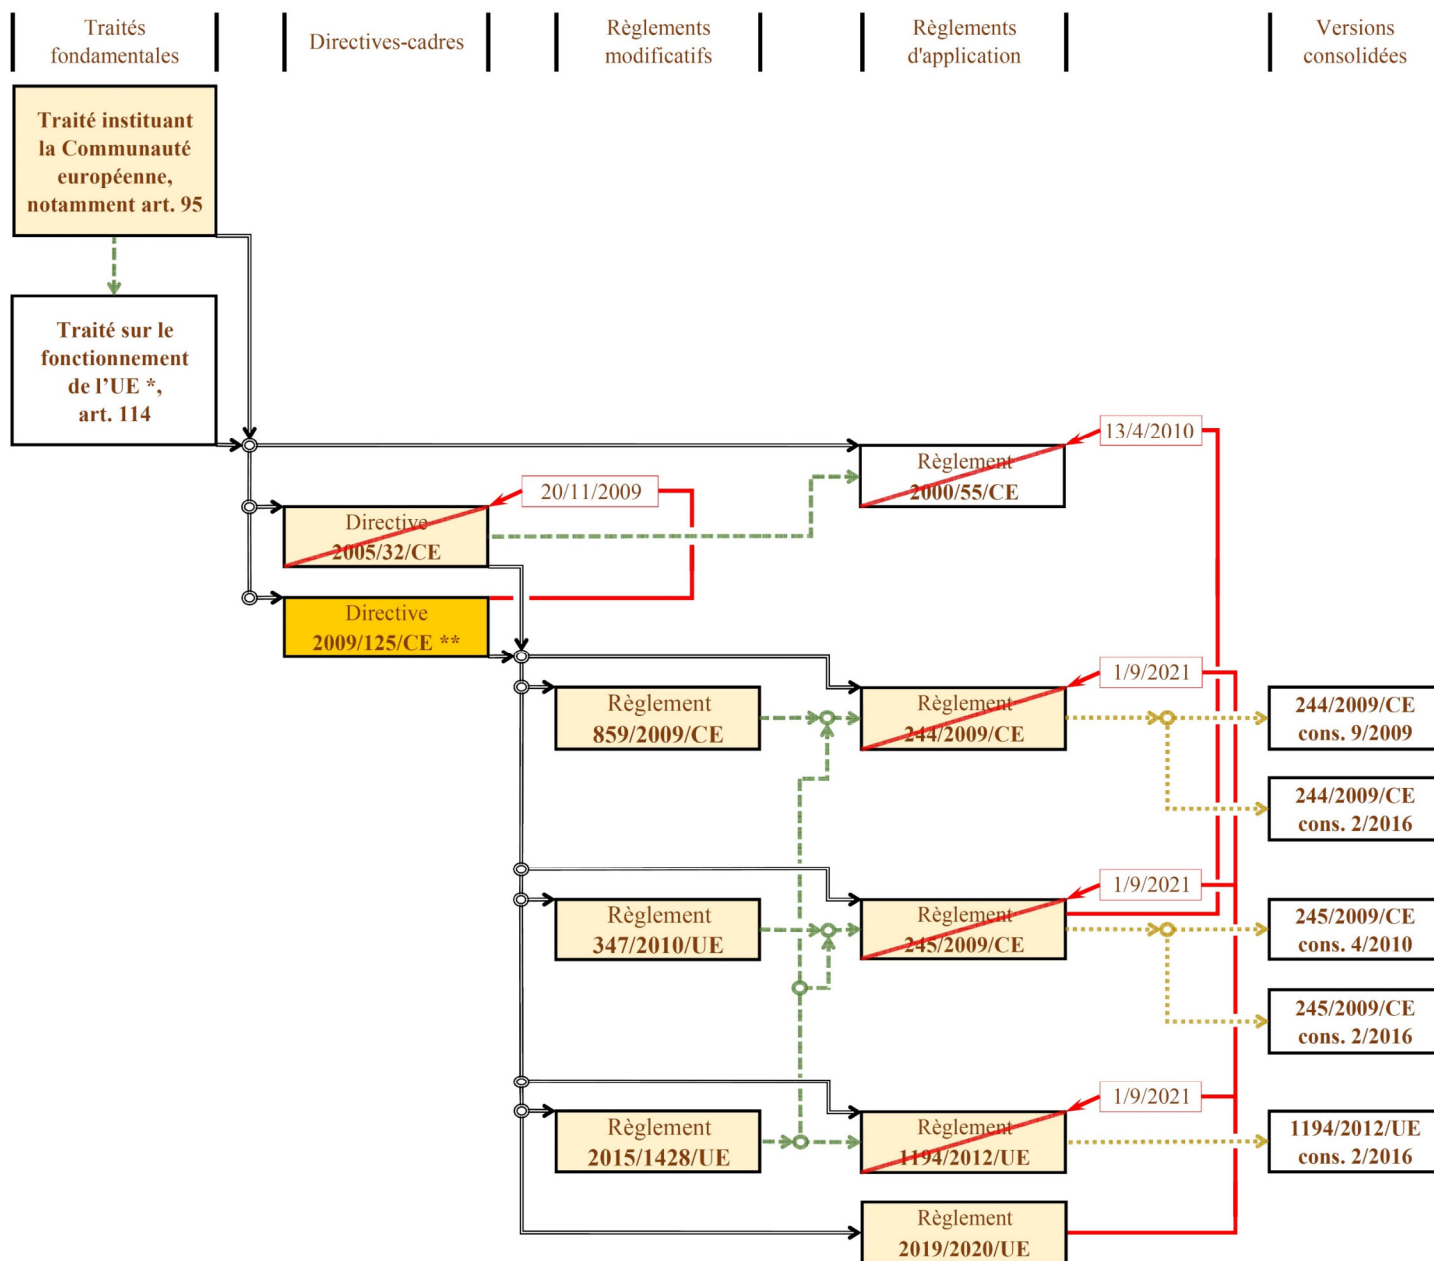 Traités
fondamentales
Directives-cadres
Règlements
modificatifs
Règlements
d'application
Versions
consolidées
Traité instituant
la Communauté
européenne,
notamment art. 95
Traité sur le
fonctionnement
de l’UE *,
art. 114
13/4/2010
Règlement
2000/55/CE
20/11/2009
Directive
2005/32/CE
Directive
2009/125/CE **
1/9/2021
Règlement
859/2009/CE
Règlement
244/2009/CE
244/2009/CE
cons. 9/2009
244/2009/CE
cons. 2/2016
1/9/2021
Règlement
347/2010/UE
Règlement
245/2009/CE
245/2009/CE
cons. 4/2010
245/2009/CE
cons. 2/2016
1/9/2021
Règlement
2015/1428/UE
Règlement
1194/2012/UE
1194/2012/UE
cons. 2/2016
Règlement
2019/2020/UE